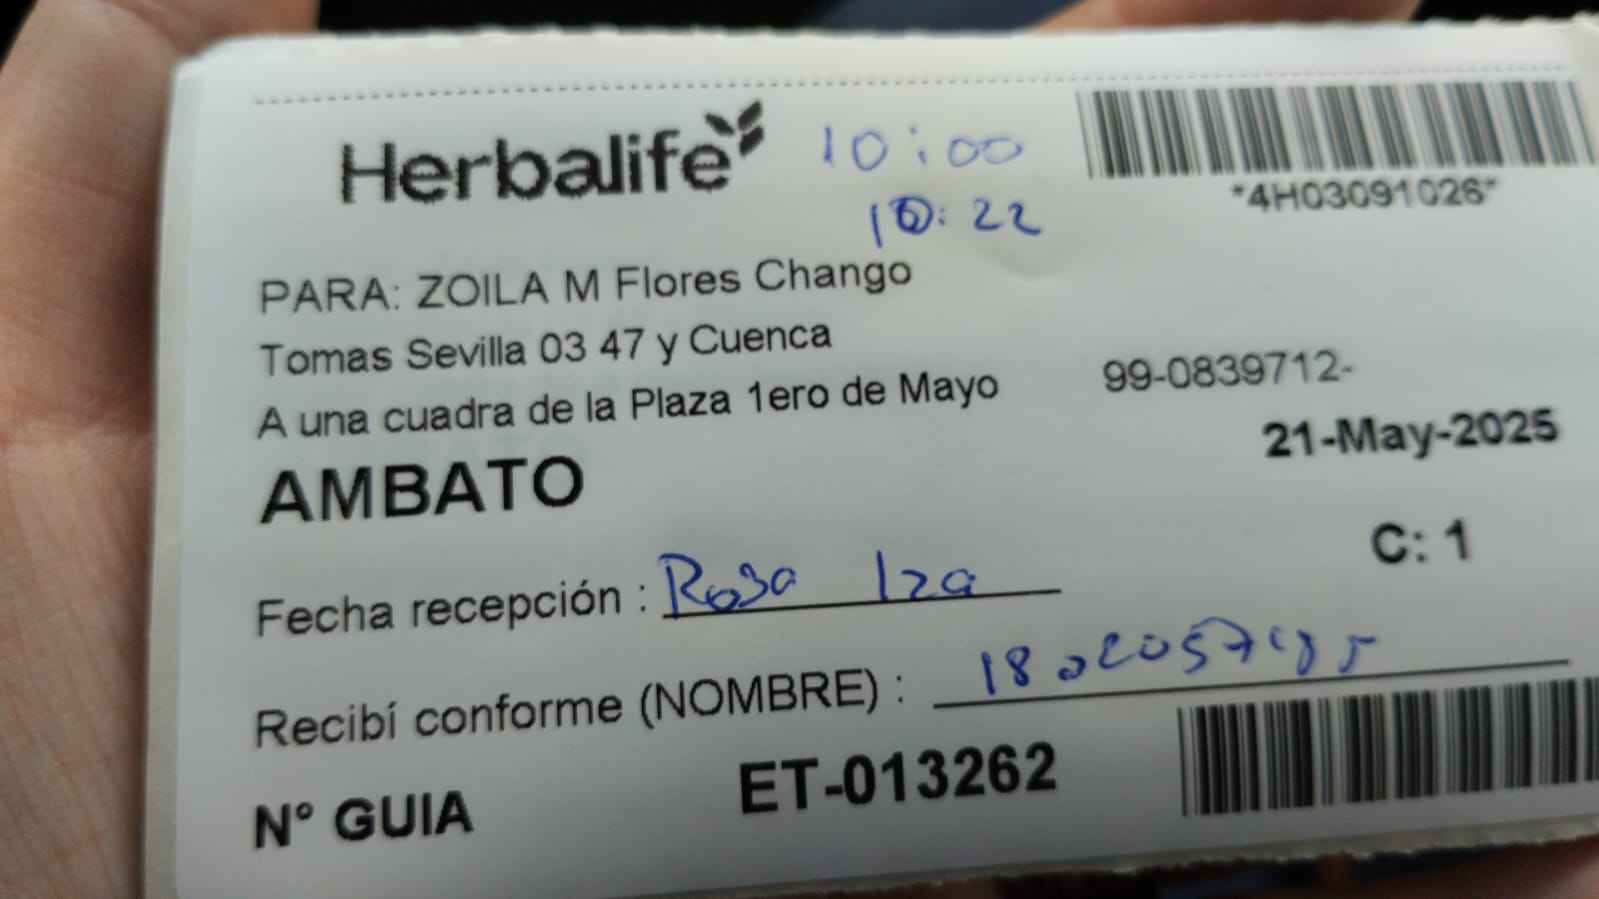 Herbalife
10:00
10:22
*4H03091026*
PARA: ZOILA M Flores Chango
Tomas Sevilla 03 47 y Cuenca
A una cuadra de la Plaza 1ero de Mayo
99-0839712-
21-May-2025
AMBATO
C: 1
Fecha recepción : Rosa Iza
Recibí conforme (NOMBRE) :
N° GUIA ET-013262